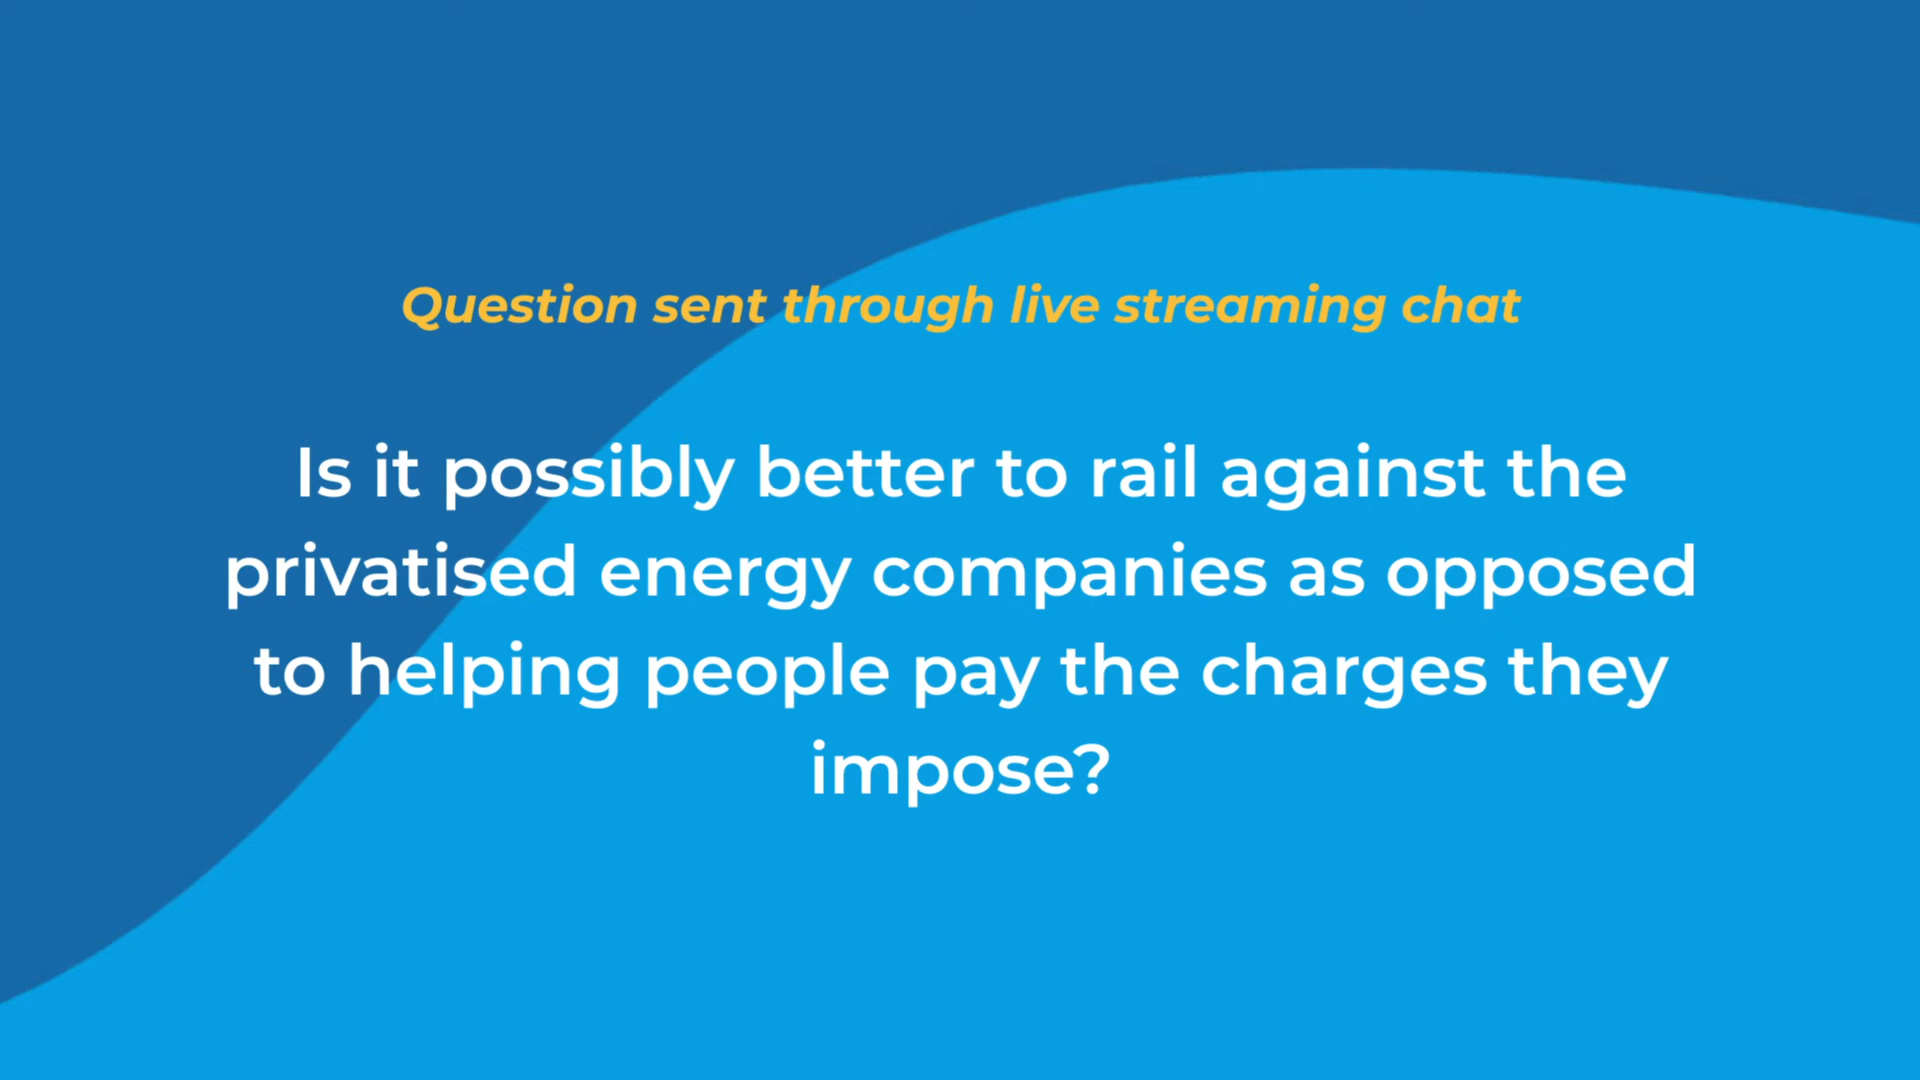 Question sent through live streaming chat
Is it possibly better to rail against the
privatised energy companies as opposed
to helping people pay the charges they
impose?